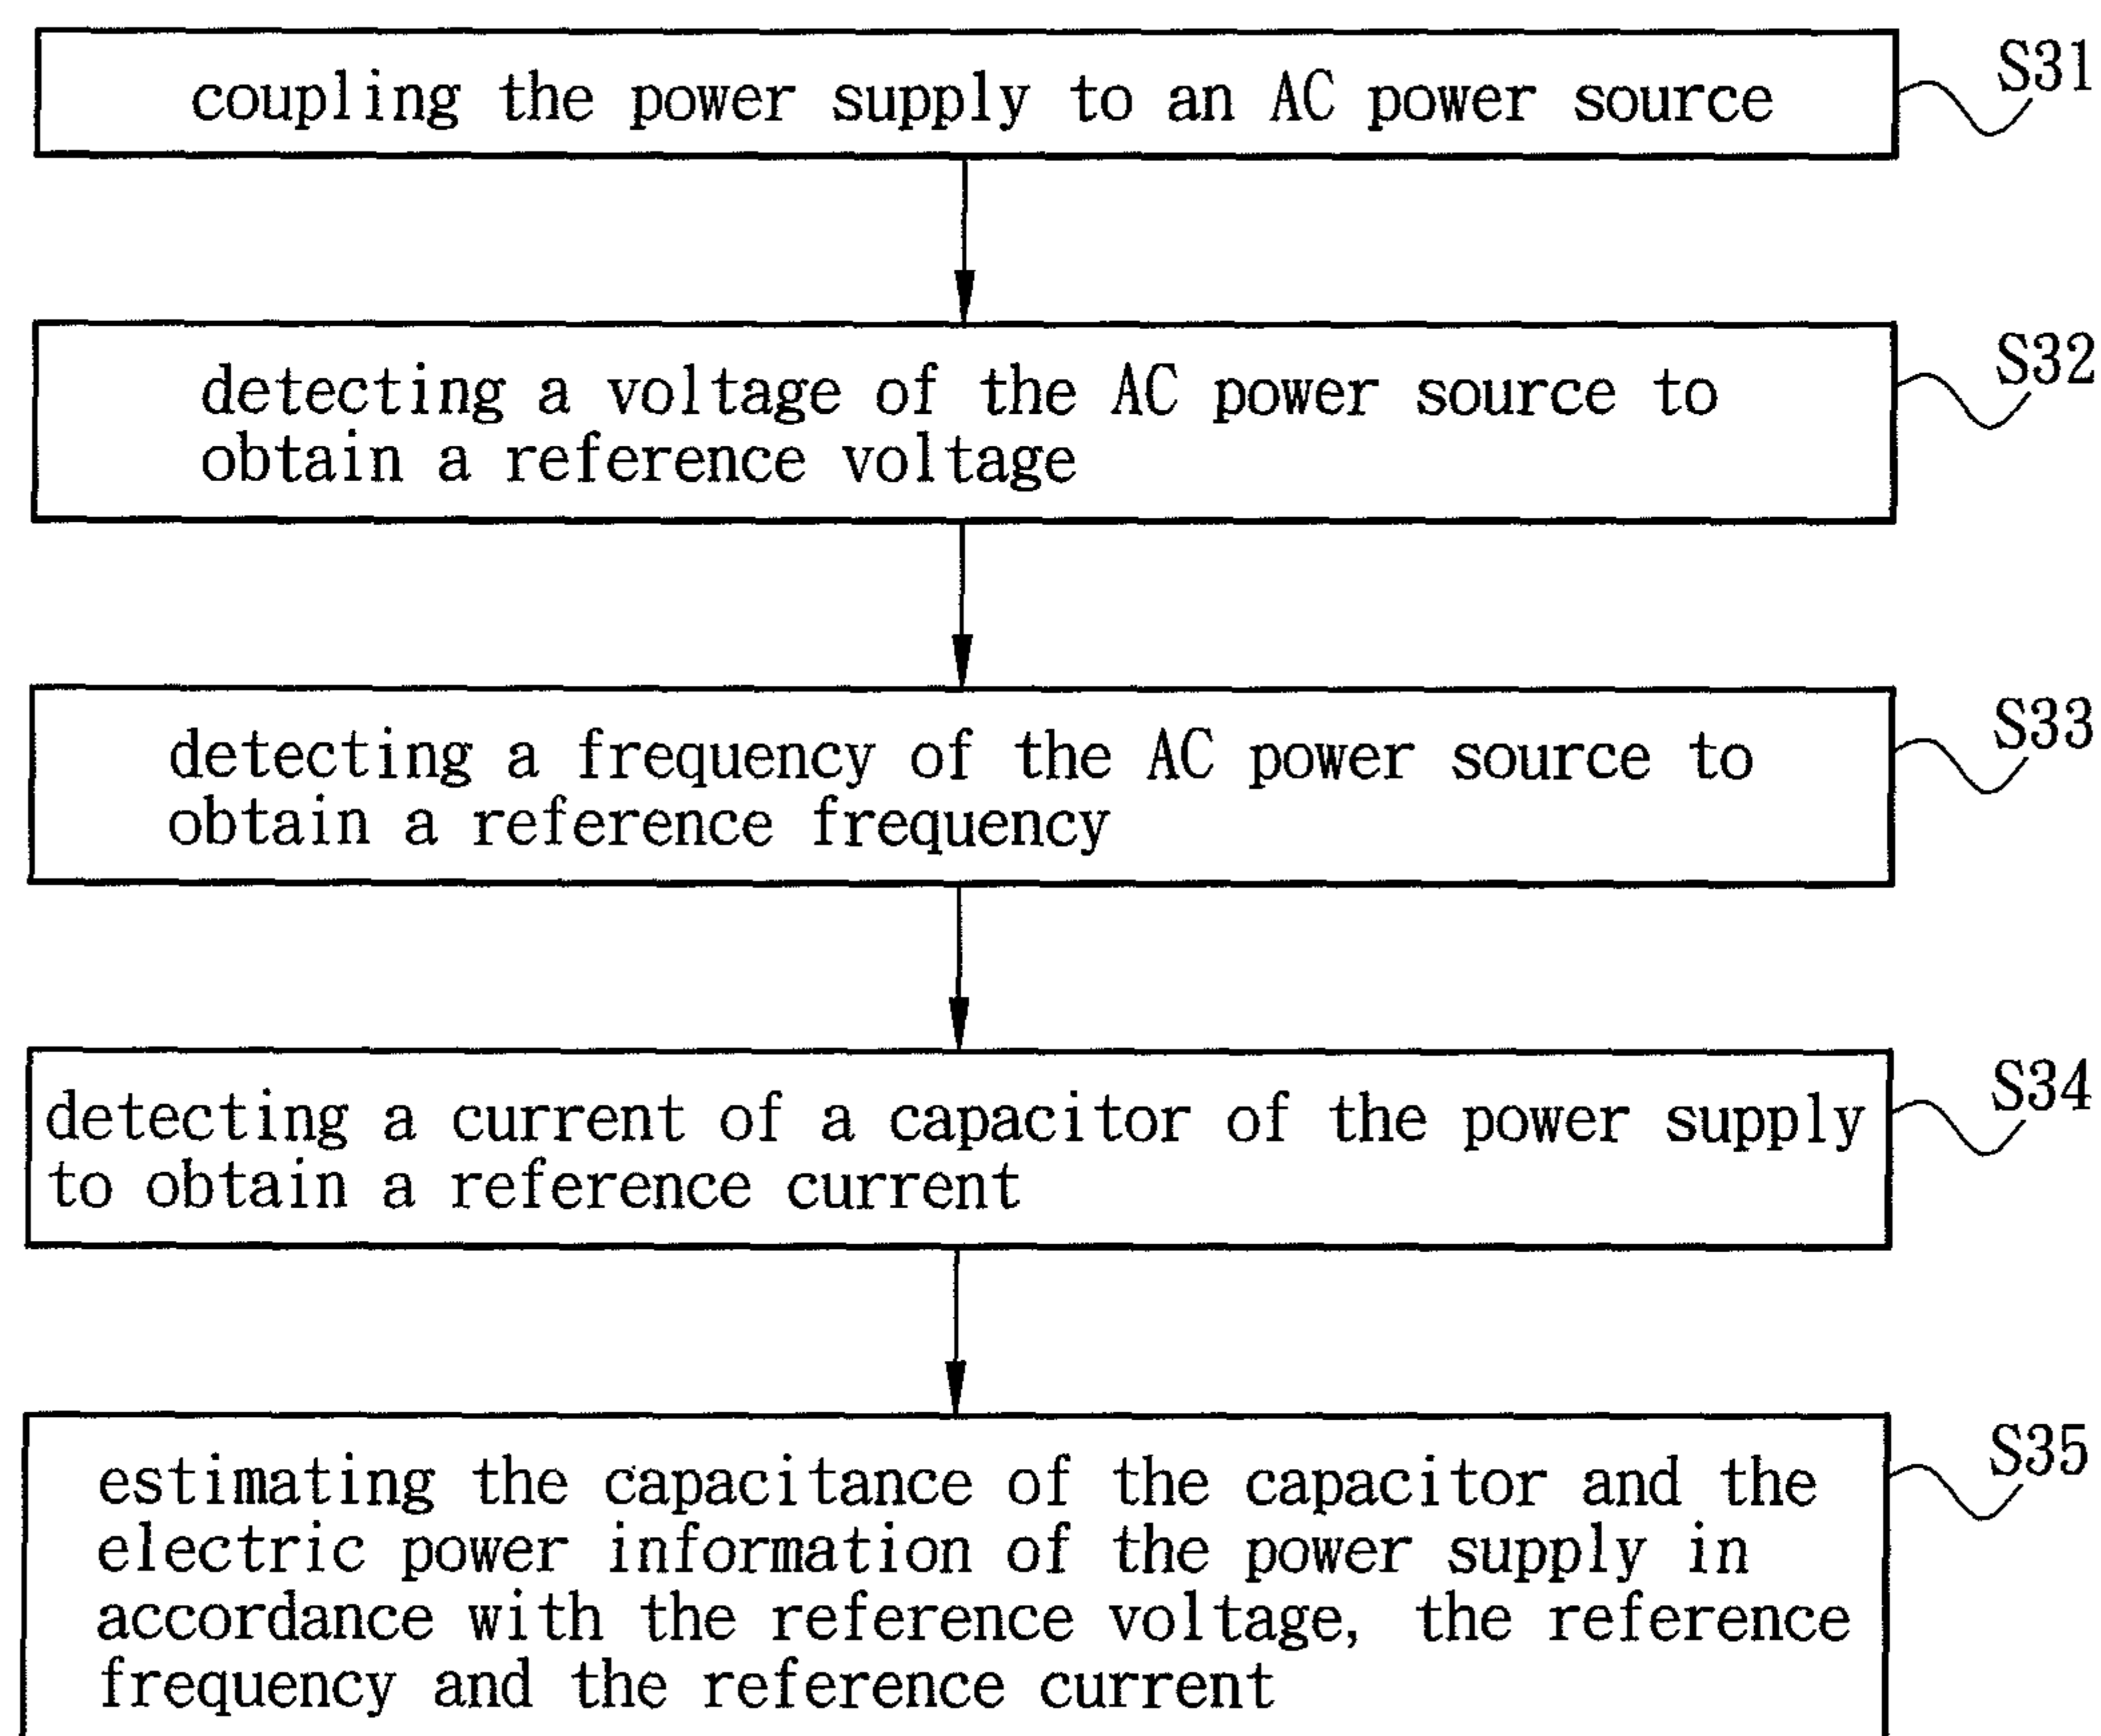 coupling the power supply to an AC power source
S31
detecting a voltage of the AC power source to
obtain a reference voltage
S32
detecting a frequency of the AC power source to
obtain a reference frequency
S33
detecting a current of a capacitor of the power supply
to obtain a reference current
S34
estimating the capacitance of the capacitor and the
electric power information of the power supply in
accordance with the reference voltage, the reference
frequency and the reference current
S35